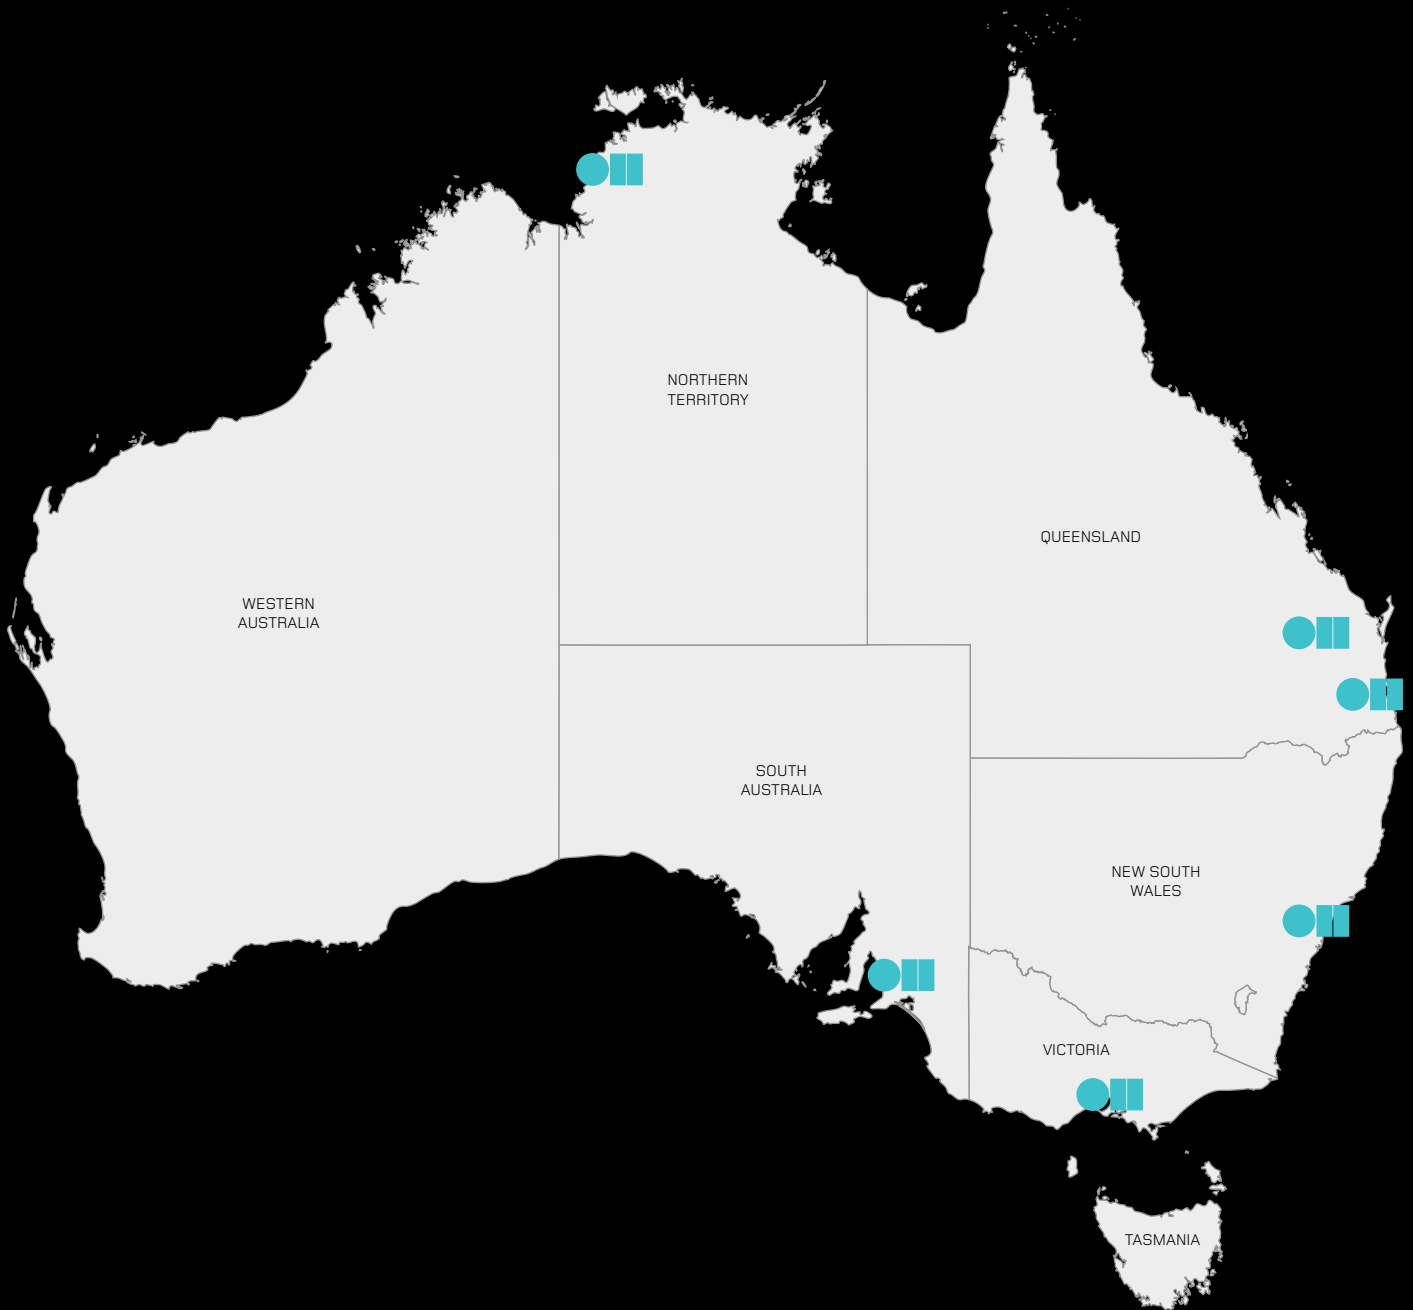 NORTHERN
TERRITORY
QUEENSLAND
WESTERN
AUSTRALIA
SOUTH
AUSTRALIA
NEW SOUTH
WALES
VICTORIA
TASMANIA